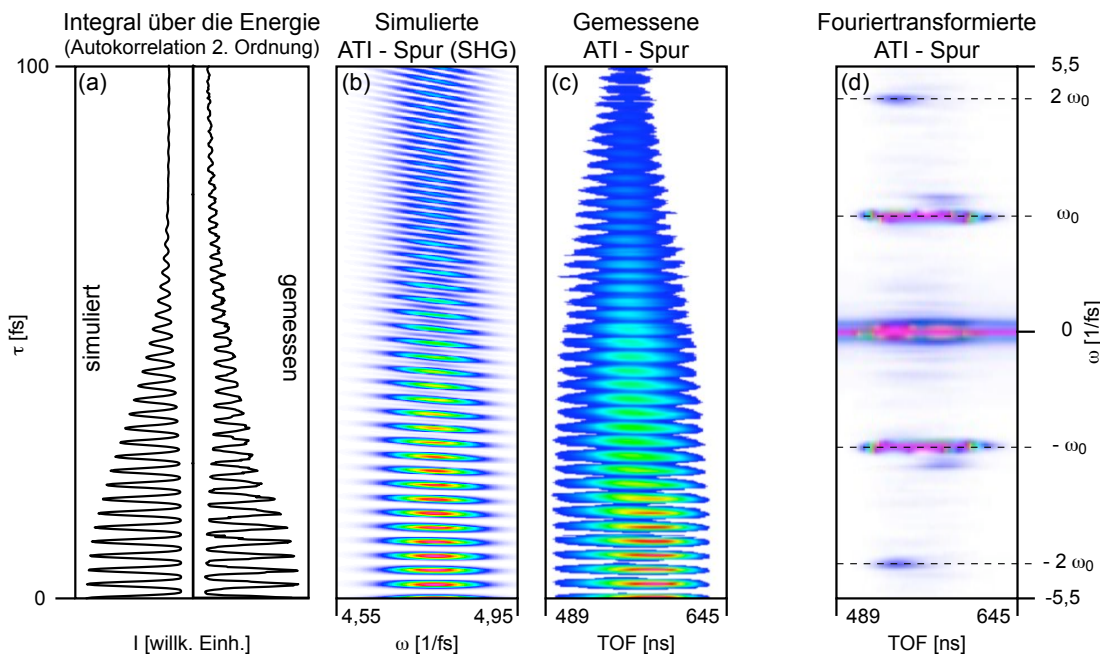 Integral über die Energie
(Autokorrelation 2. Ordnung)
Simulierte
ATI - Spur (SHG)
Gemessene
ATI - Spur
Fouriertransformierte
ATI - Spur
100
(a)
(b)
(c)
(d)
5,5
2 ω₀
ω₀
0
- ω₀
- 2 ω₀
-5,5
ω [1/fs]
τ [fs]
simuliert
gemessen
0
4,55
4,95
489
645
489
645
I [willk. Einh.]
ω [1/fs]
TOF [ns]
TOF [ns]